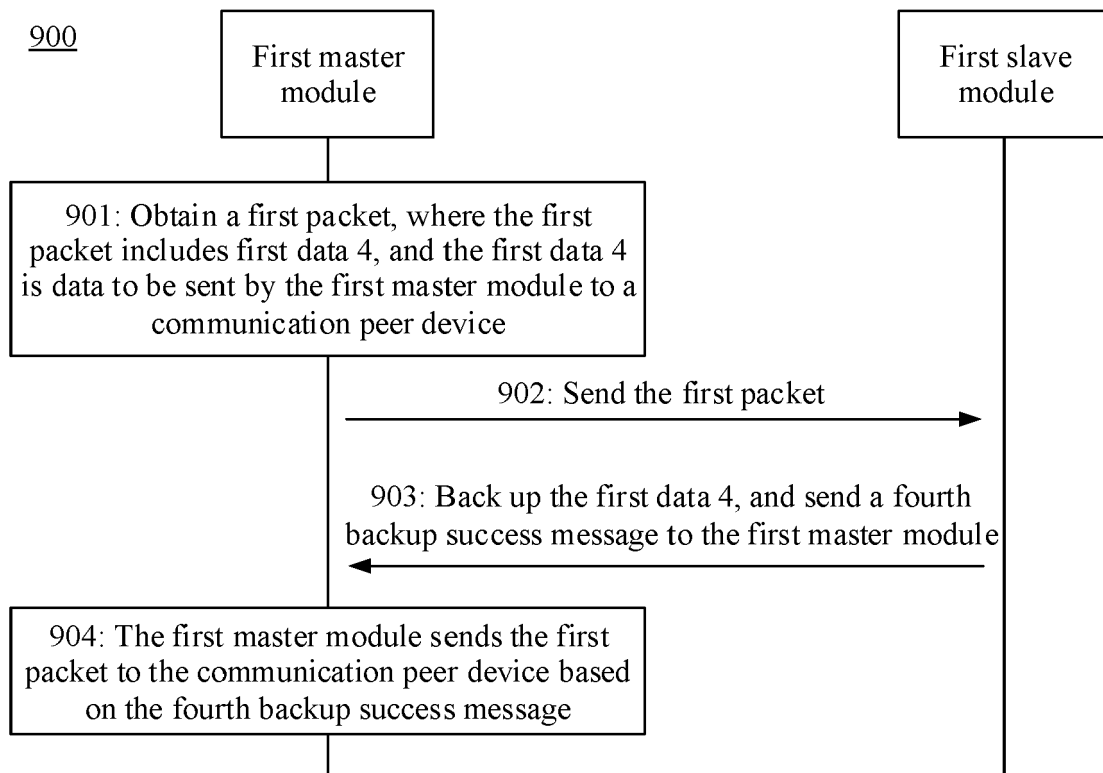 900
First master
module
First slave
module
901: Obtain a first packet, where the first
packet includes first data 4, and the first data 4
is data to be sent by the first master module to a
communication peer device
902: Send the first packet
903: Back up the first data 4, and send a fourth
backup success message to the first master module
904: The first master module sends the first
packet to the communication peer device based
on the fourth backup success message